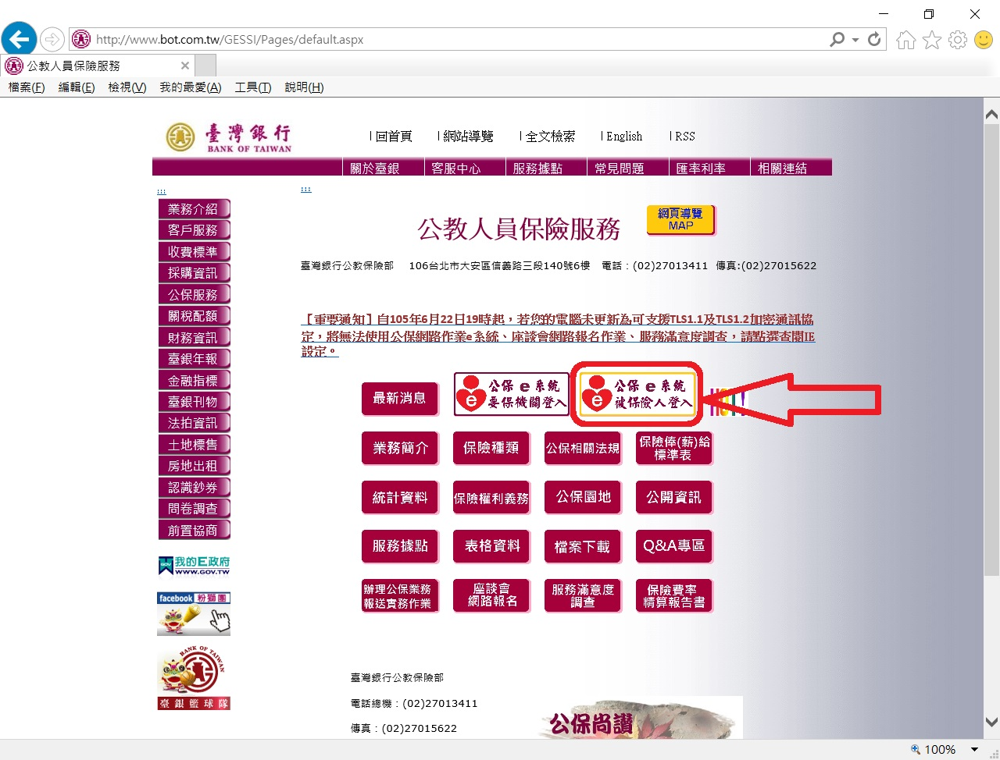 http://www.bot.com.tw/GESSI/Pages/default.aspx
公教人員保險服務
檔案(F) 編輯(E) 檢視(V) 我的最愛(A) 工具(T) 說明(H)
臺灣銀行
BANK OF TAIWAN
|回首頁 |網站導覽 |全文檢索 |English |RSS
關於臺銀 客服中心 服務據點 常見問題 匯率利率 相關連結
:::
:::
業務介紹
客戶服務
收費標準
採購資訊
公保服務
關稅配額
財務資訊
臺銀年報
金融指標
臺銀刊物
法拍資訊
土地標售
房地出租
認識鈔券
問卷調查
前置協商
GOV 我的E政府
WWW.GOV.TW
facebook 粉獅團
BANK OF TAIWAN
臺銀籃球隊
公教人員保險服務
網頁導覽
MAP
臺灣銀行公教保險部 106台北市大安區信義路三段140號6樓 電話：(02)27013411 傳真:(02)27015622
【重要通知】自105年6月22日19時起，若您的電腦未更新為可支援TLS1.1及TLS1.2加密通訊協
定，將無法使用公保網路作業e系統、座談會網路報名作業、服務滿意度調查，請點選查閱IE
設定。
最新消息
e 公保 e 系統
要保機關登入
e 公保 e 系統
被保險人登入
業務簡介 保險種類 公保相關法規 保險俸(薪)給
標準表
統計資料 保險權利義務 公保園地 公開資訊
服務據點 表格資料 檔案下載 Q&A專區
辦理公保業務
報送實務作業
座談會
網路報名
服務滿意度
調查
保險費率
精算報告書
臺灣銀行公教保險部
電話總機：(02)27013411
傳真：(02)27015622
公保尚讚
100%